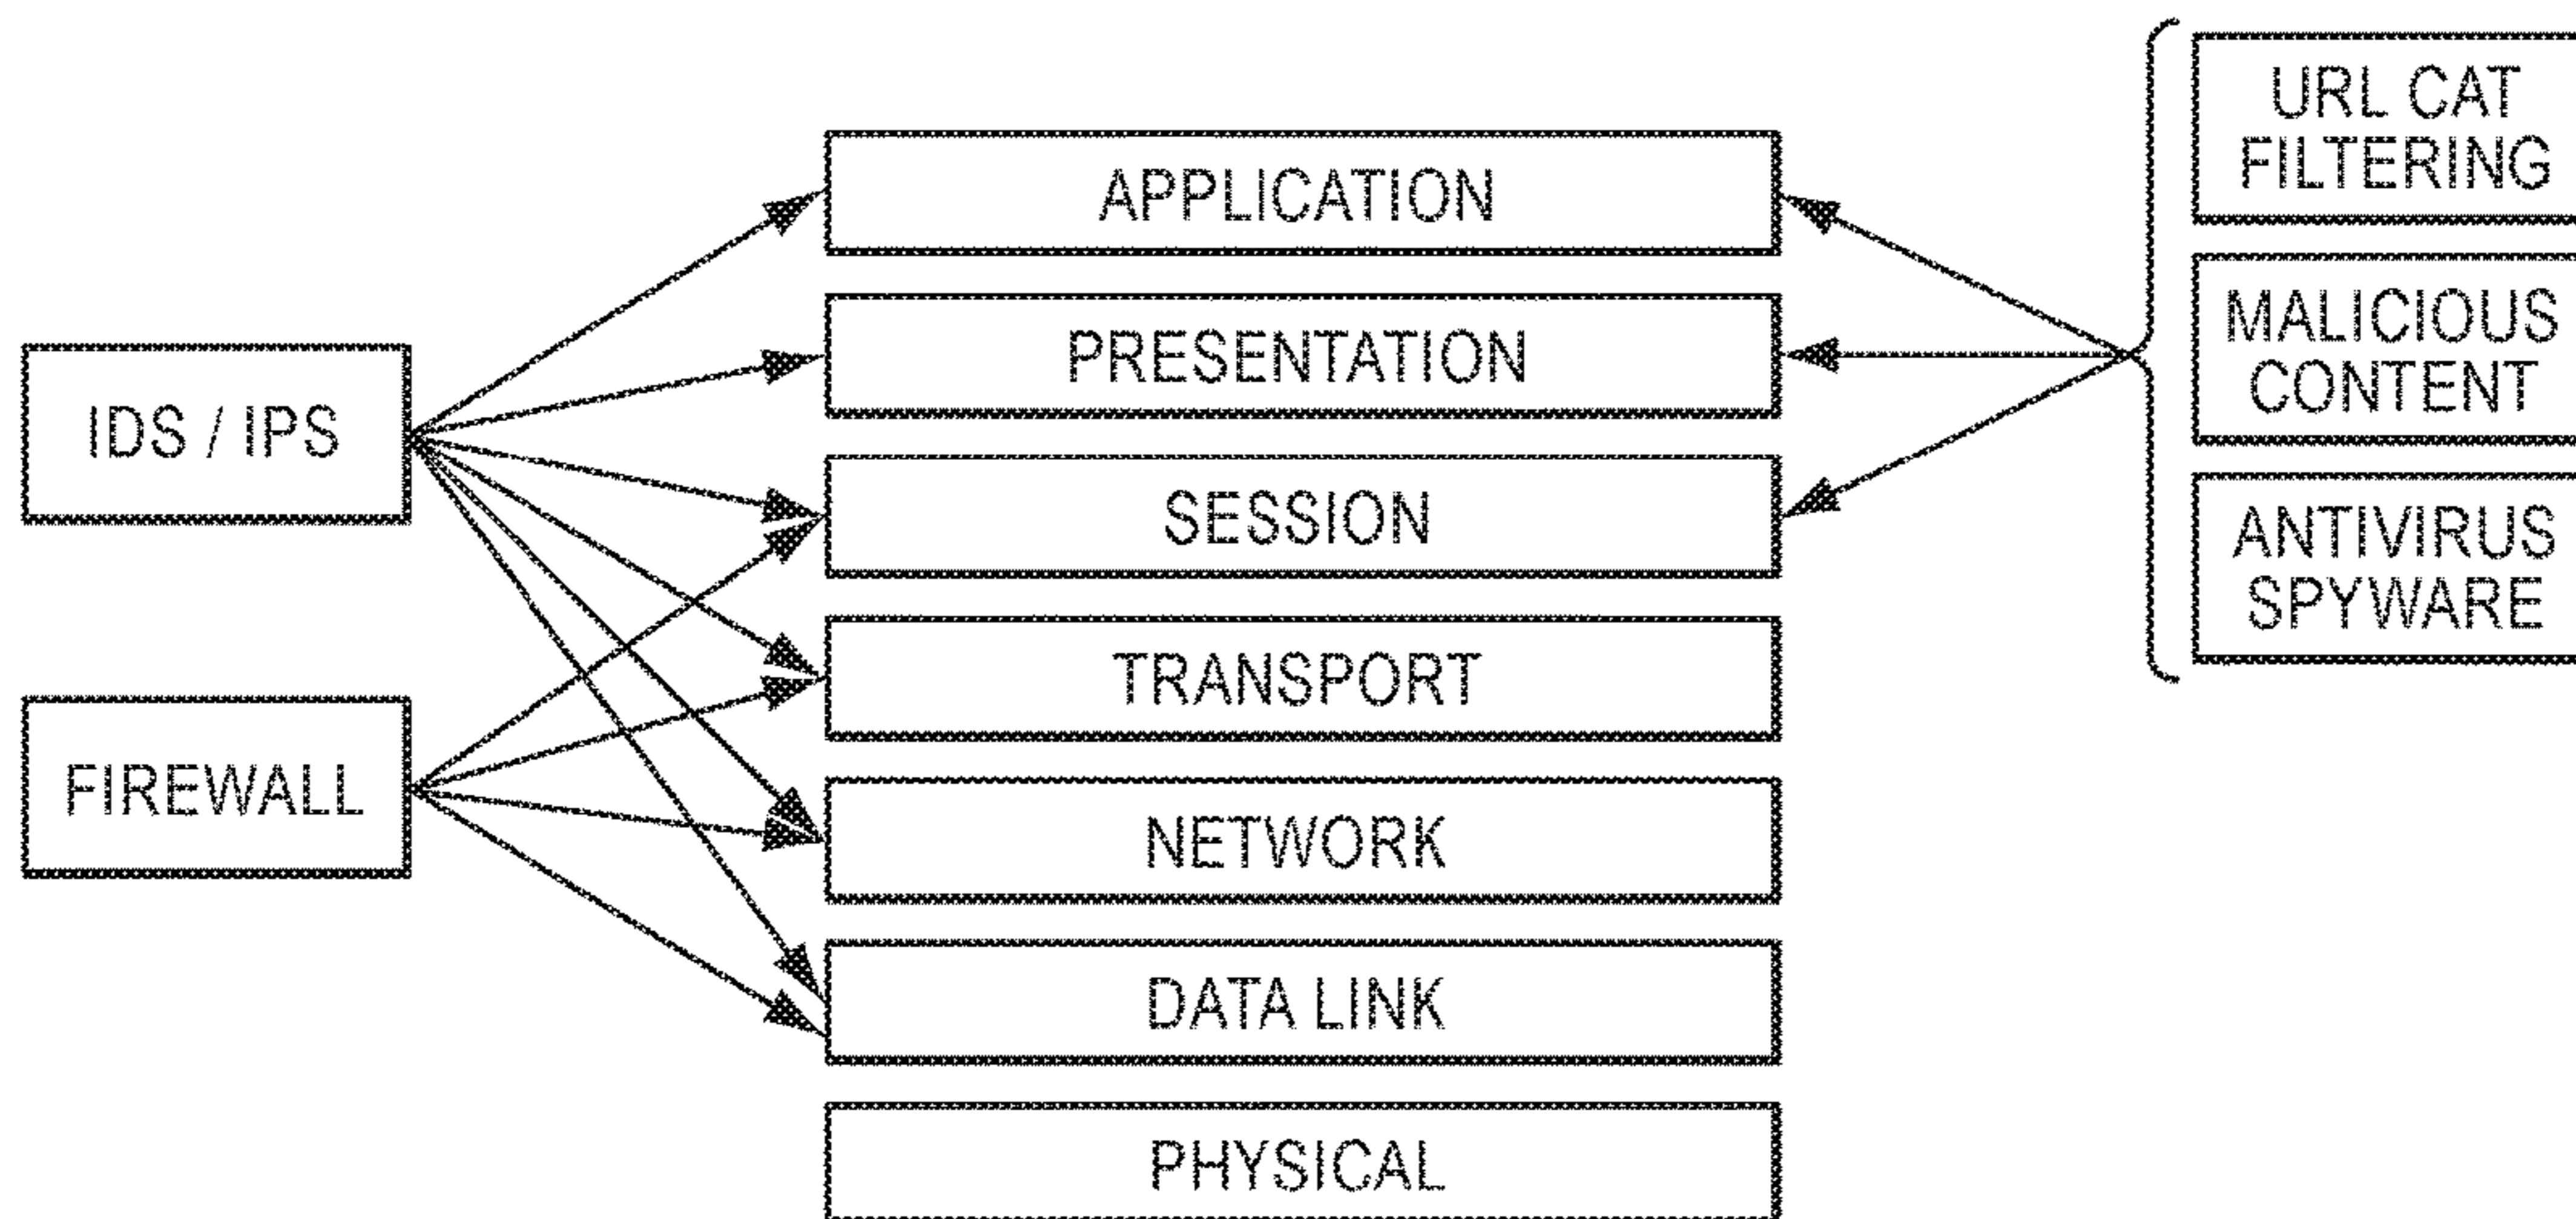 IDS / IPS
FIREWALL
APPLICATION
PRESENTATION
SESSION
TRANSPORT
NETWORK
DATA LINK
PHYSICAL
URL CAT
FILTERING
MALICIOUS
CONTENT
ANTIVIRUS
SPYWARE